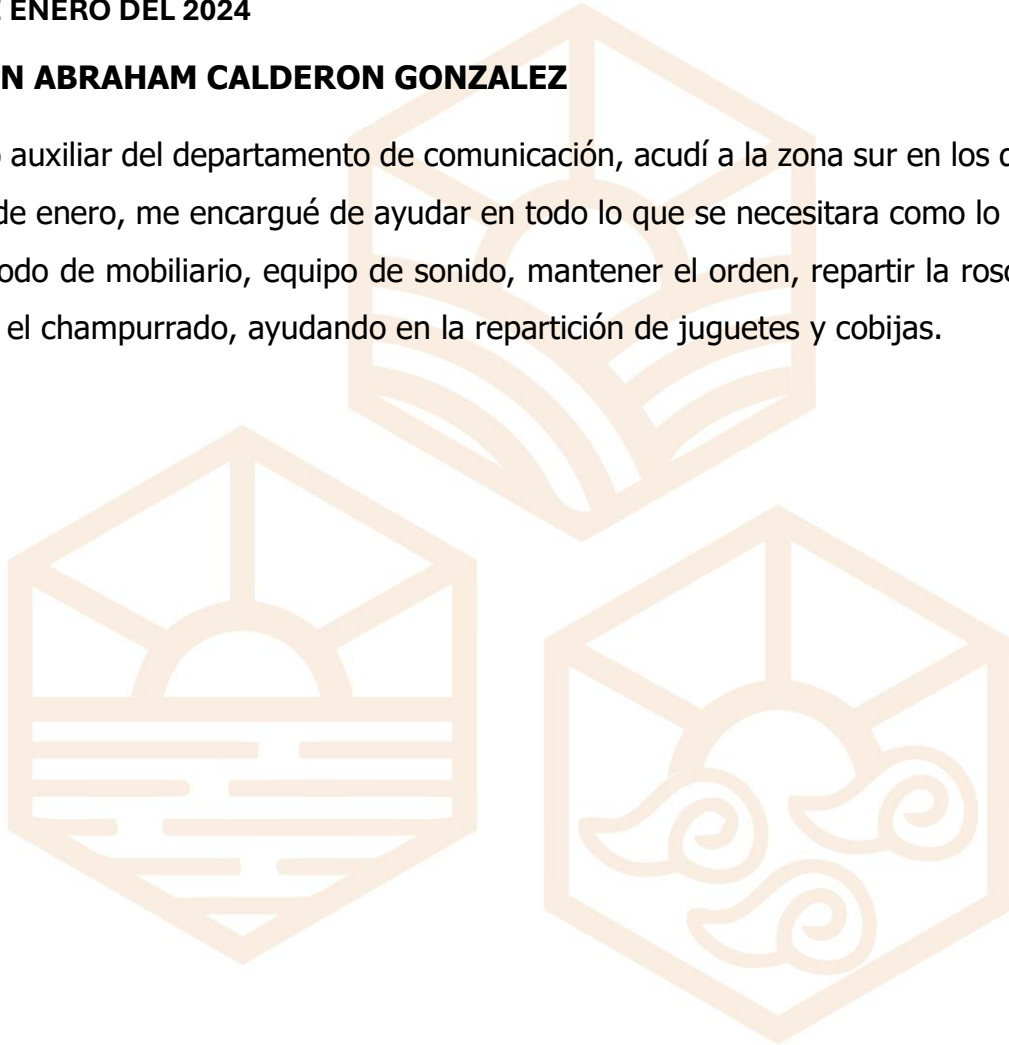 ENERO DEL 2024
N ABRAHAM CALDERON GONZALEZ
auxiliar del departamento de comunicación, acudí a la zona sur en los
de enero, me encargué de ayudar en todo lo que se necesitara como lo
odo de mobiliario, equipo de sonido, mantener el orden, repartir la
el champurrado, ayudando en la repartición de juguetes y cobijas.